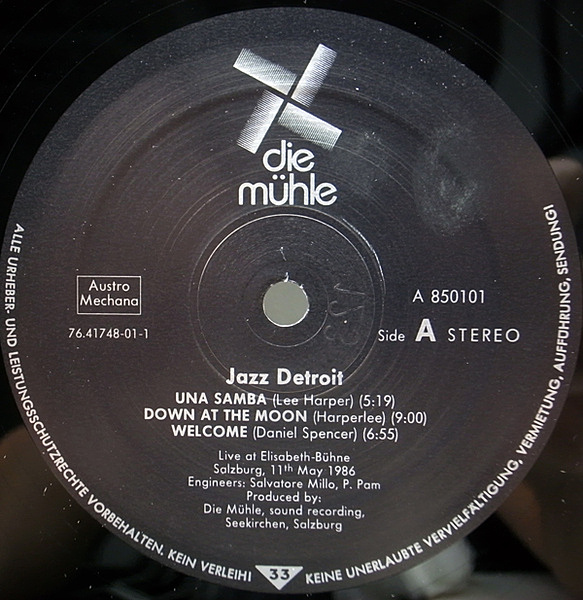 die
mühle
Austro
Mechana
76.41748-01-1
A 850101
Side A STEREO
Jazz Detroit
UNA SAMBA (Lee Harper) (5:19)
DOWN AT THE MOON (Harperlee) (9:00)
WELCOME (Daniel Spencer) (6:55)
Live at Elisabeth-Bühne
Salzburg, 11th May 1986
Engineers: Salvatore Millo, P. Pam
Produced by:
Die Mühle, sound recording,
Seekirchen, Salzburg
ALLE URHEBER- UND LEISTUNGSSCHUTZRECHTE VORBEHALTEN. KEIN VERLEIH! KEINE UNERLAUBTE VERVIELFÄLTIGUNG, VERMIETUNG, AUFFÜHRUNG, SENDUNG!
33